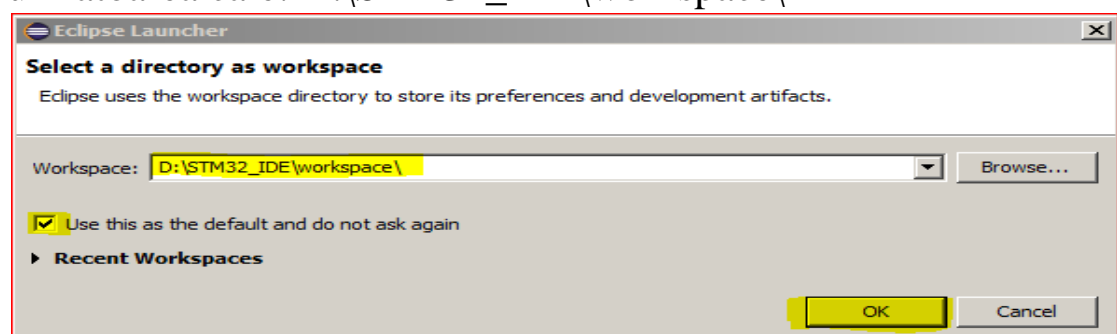 Eclipse Launcher
Select a directory as workspace
Eclipse uses the workspace directory to store its preferences and development artifacts.
Workspace: D:\STM32_IDE\workspace\ Browse...
Use this as the default and do not ask again
Recent Workspaces
OK Cancel